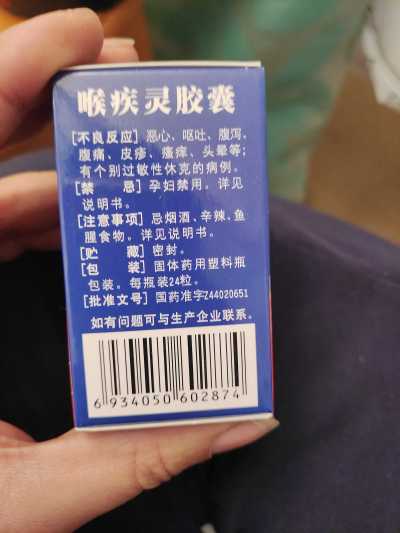 喉疾灵胶囊
[不良反应] 恶心、呕吐、腹泻、
腹痛、皮疹、瘙痒、头晕等;
有个别过敏性休克的病例。
[禁 忌] 孕妇禁用。详见
说明书。
[注意事项] 忌烟酒、辛辣、鱼
腥食物。详见说明书。
[贮 藏] 密封。
[包 装] 固体药用塑料瓶
包装。每瓶装24粒。
[批准文号] 国药准字Z44020651
如有问题可与生产企业联系。
6 934050 602874